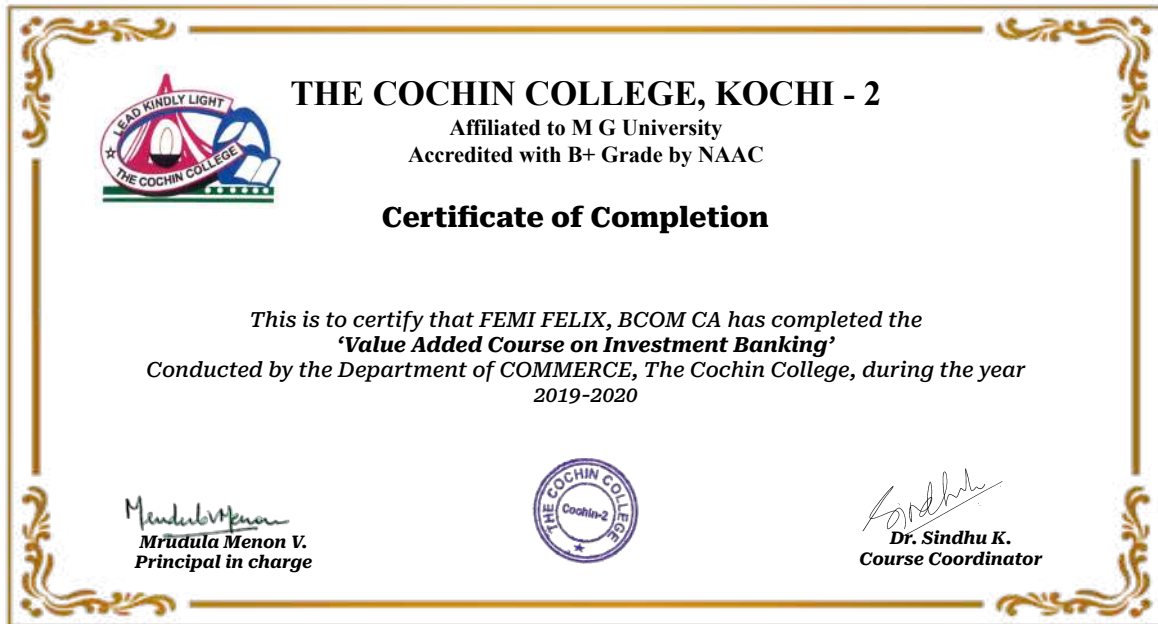 LEAD KINDLY LIGHT
THE COCHIN COLLEGE
THE COCHIN COLLEGE, KOCHI - 2
Affiliated to M G University
Accredited with B+ Grade by NAAC
Certificate of Completion
This is to certify that FEMI FELIX, BCOM CA has completed the
‘Value Added Course on Investment Banking’
Conducted by the Department of COMMERCE, The Cochin College, during the year
2019-2020
THE COCHIN COLLEGE
Cochin-2
Mrudula Menon V.
Principal in charge
Sindhu
Dr. Sindhu K.
Course Coordinator